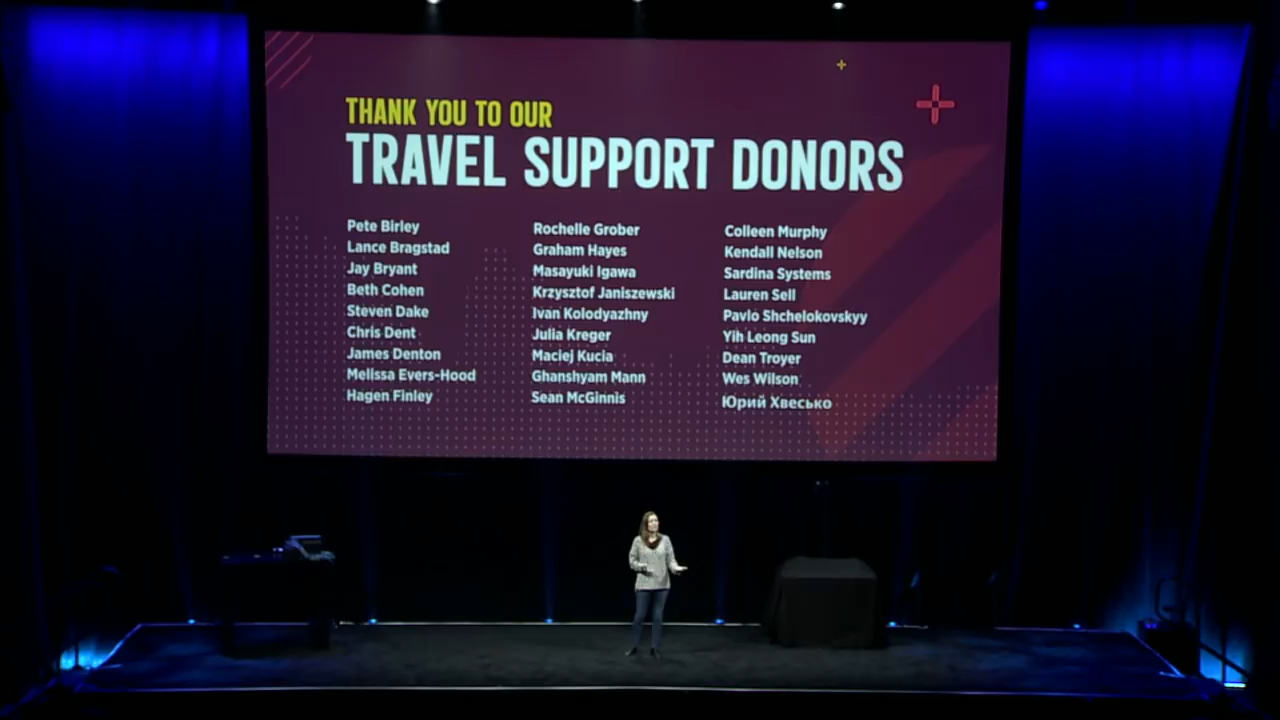 THANK YOU TO OUR
TRAVEL SUPPORT DONORS
Pete Birley
Lance Bragstad
Jay Bryant
Beth Cohen
Steven Dake
Chris Dent
James Denton
Melissa Evers-Hood
Hagen Finley
Rochelle Grober
Graham Hayes
Masayuki Igawa
Krzysztof Janiszewski
Ivan Kolodyazhny
Julia Kreger
Maciej Kucia
Ghanshyam Mann
Sean McGinnis
Colleen Murphy
Kendall Nelson
Sardina Systems
Lauren Sell
Pavlo Shchelokovskyy
Yih Leong Sun
Dean Troyer
Wes Wilson
Юрий Хвесько